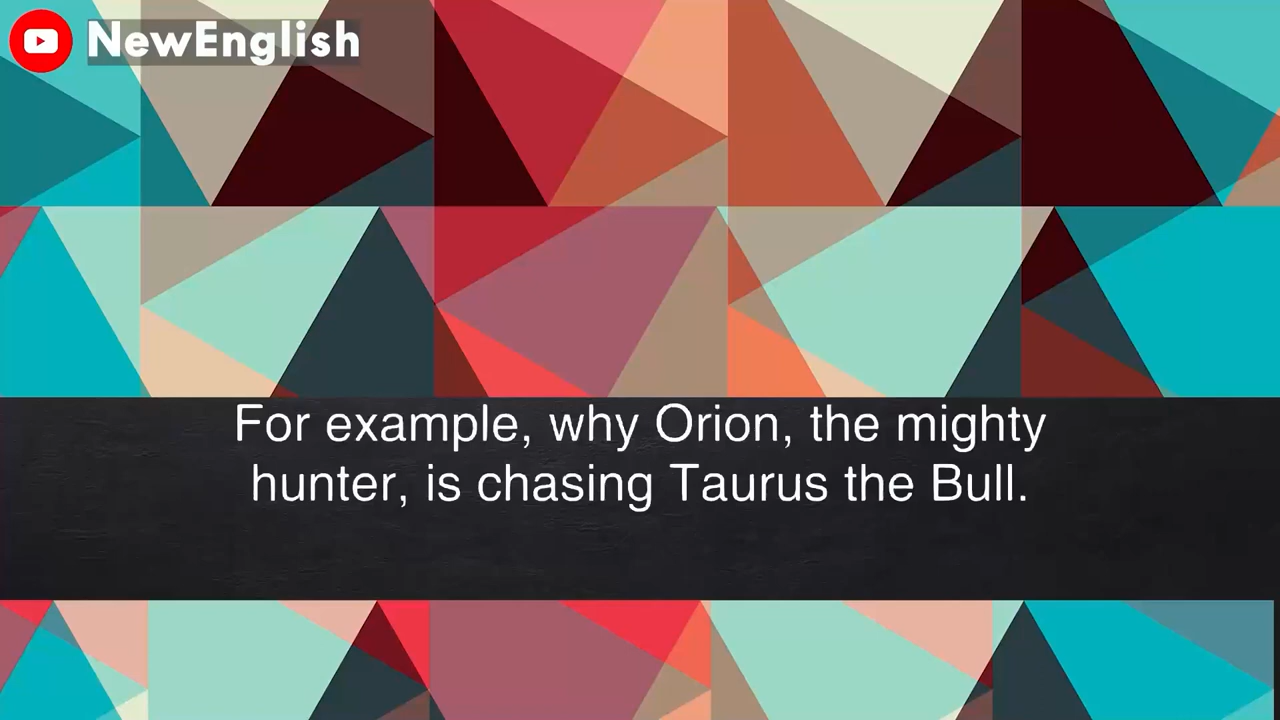 NewEnglish
For example, why Orion, the mighty
hunter, is chasing Taurus the Bull.